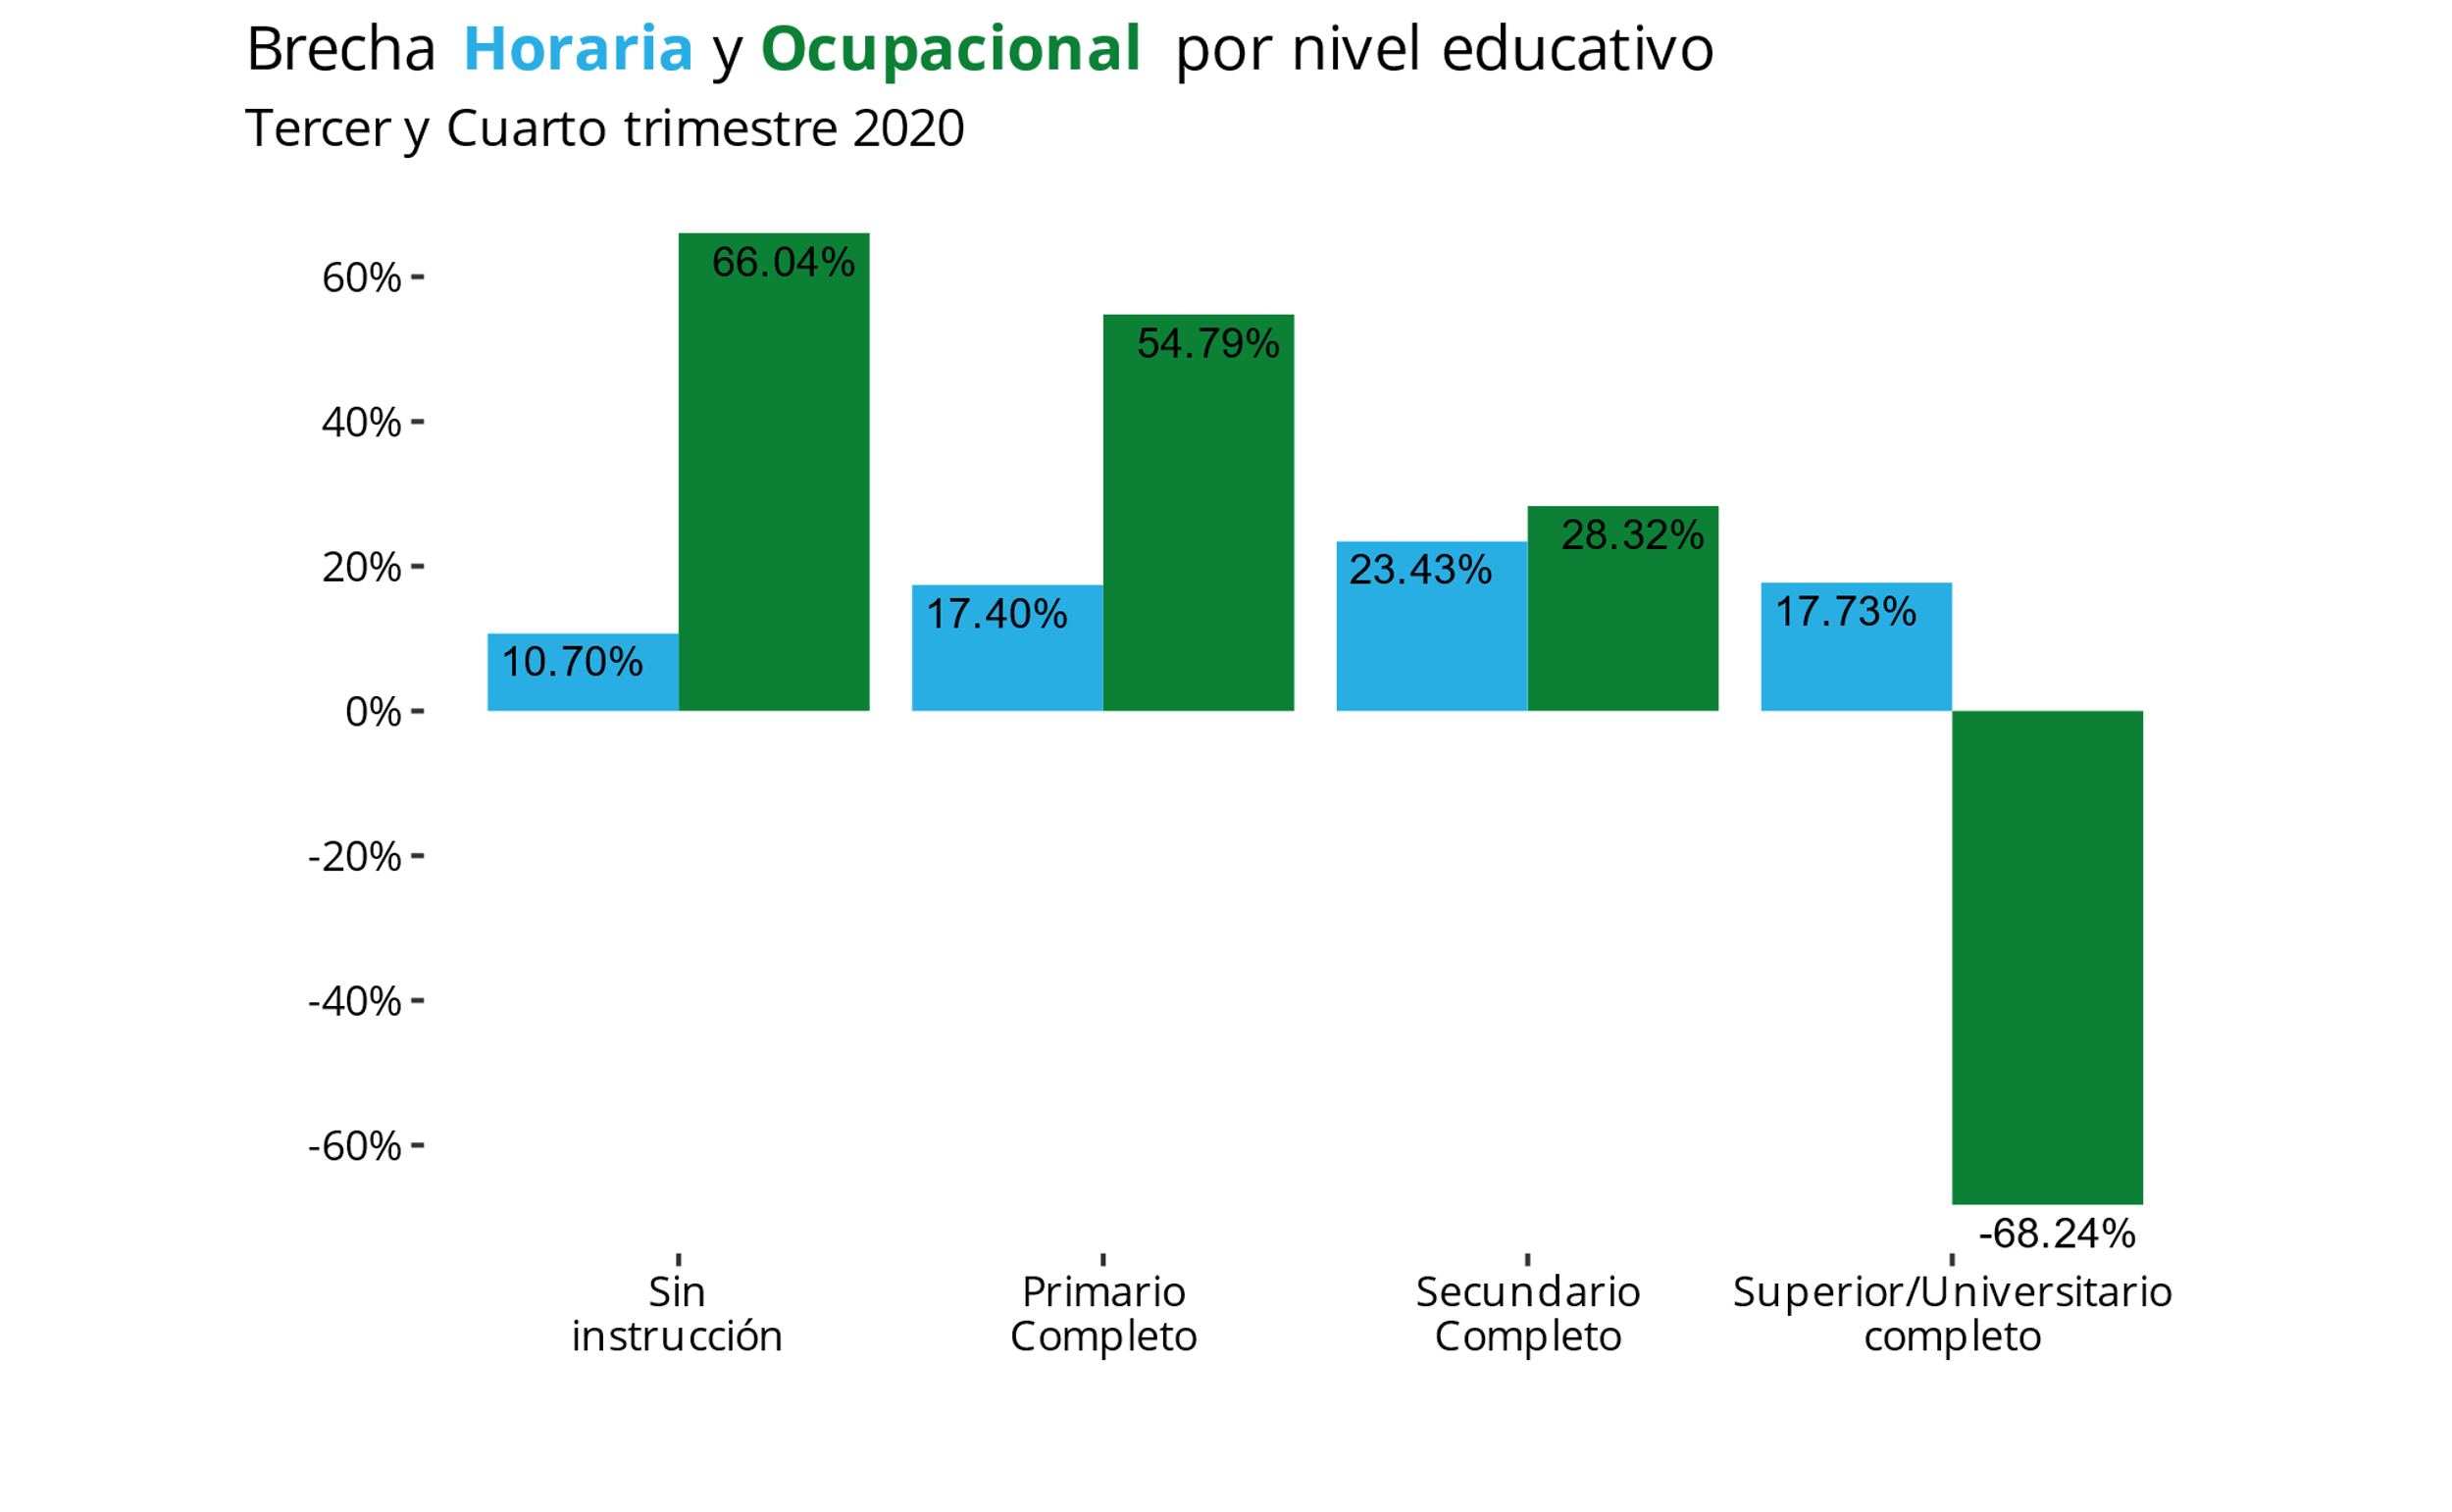 Brecha Horaria y Ocupacional por nivel educativo
Tercer y Cuarto trimestre 2020
60%
40%
20%
0%
-20%
-40%
-60%
10.70%
66.04%
17.40%
54.79%
23.43%
28.32%
17.73%
-68.24%
Sin
instrucción
Primario
Completo
Secundario
Completo
Superior/Universitario
completo